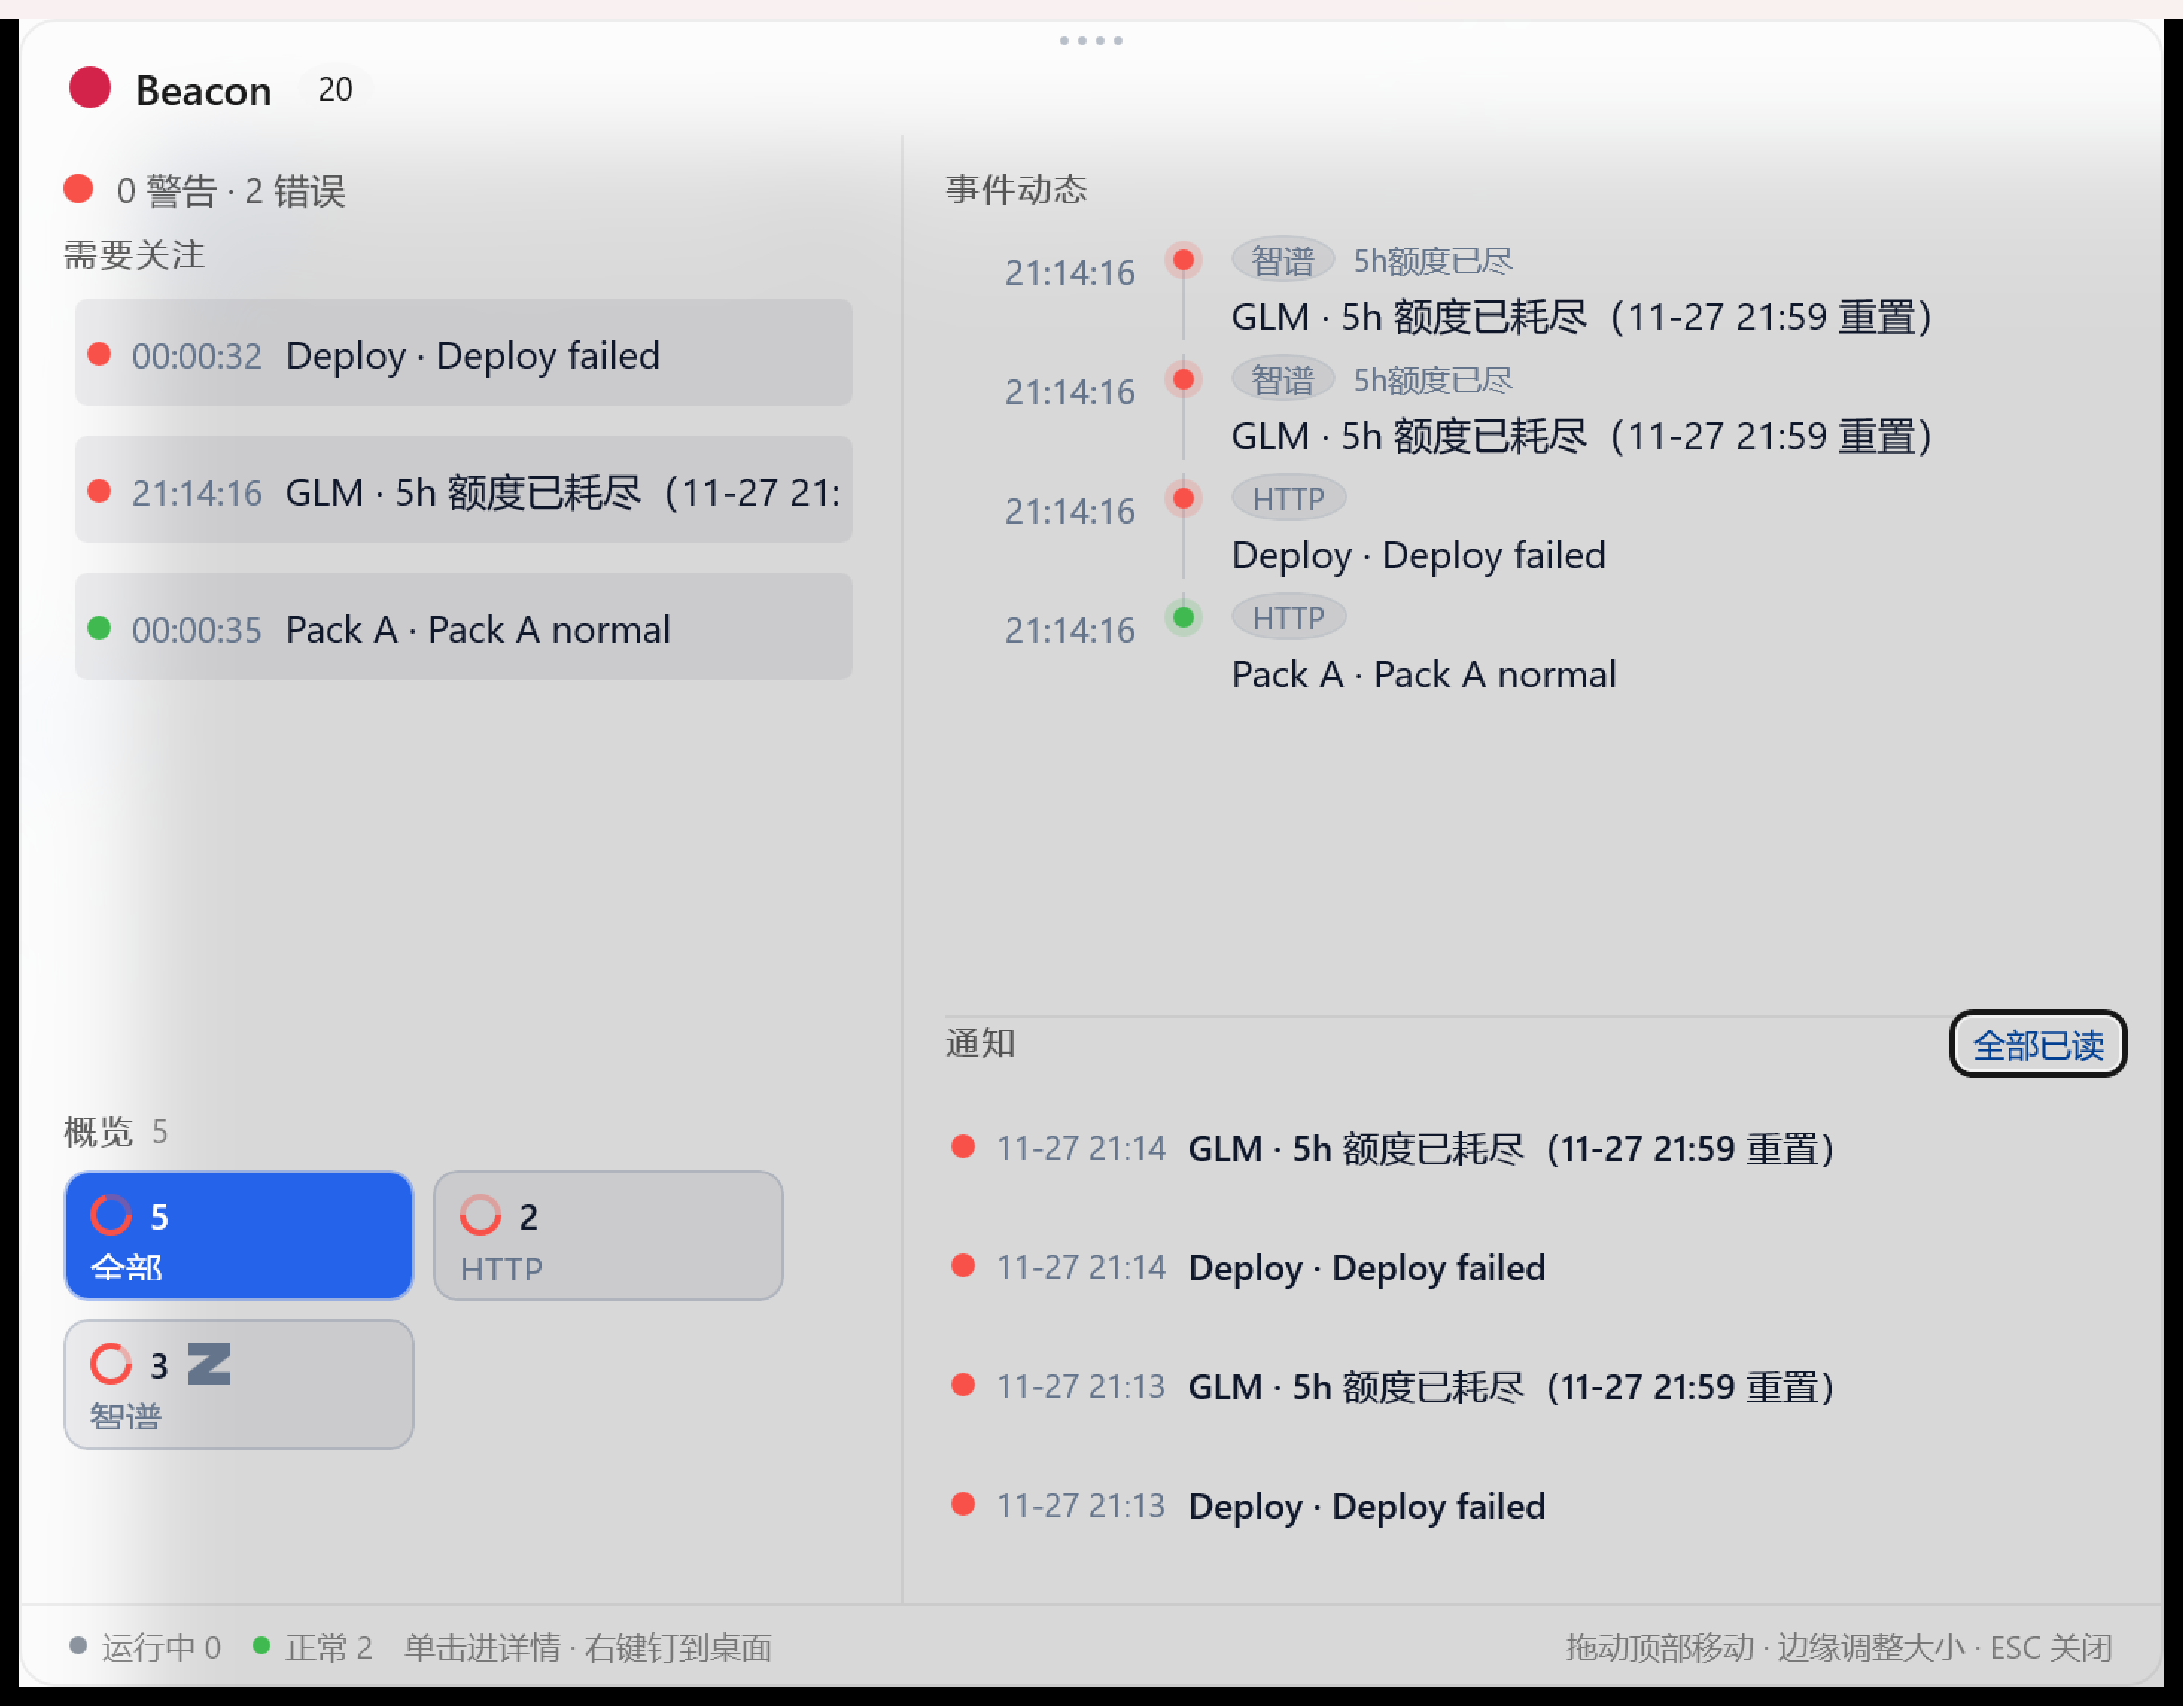 Beacon 20
0 警告 · 2 错误
需要关注
00:00:32 Deploy · Deploy failed
21:14:16 GLM · 5h 额度已耗尽（11-27 21:
00:00:35 Pack A · Pack A normal
概览 5
5
全部
2
HTTP
3
智谱
事件动态
21:14:16 智谱 5h额度已尽
GLM · 5h 额度已耗尽（11-27 21:59 重置）
21:14:16 智谱 5h额度已尽
GLM · 5h 额度已耗尽（11-27 21:59 重置）
21:14:16 HTTP
Deploy · Deploy failed
21:14:16 HTTP
Pack A · Pack A normal
通知 全部已读
11-27 21:14 GLM · 5h 额度已耗尽（11-27 21:59 重置）
11-27 21:14 Deploy · Deploy failed
11-27 21:13 GLM · 5h 额度已耗尽（11-27 21:59 重置）
11-27 21:13 Deploy · Deploy failed
运行中 0 正常 2 单击进详情 · 右键钉到桌面 拖动顶部移动 · 边缘调整大小 · ESC 关闭